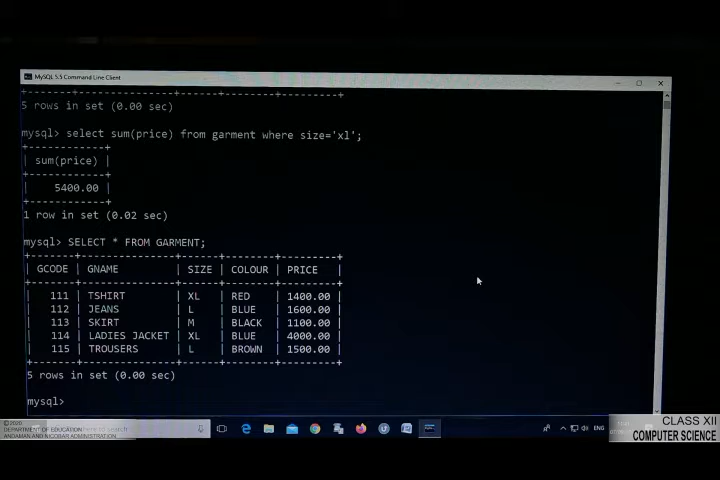 MySQL 5.5 Command Line Client
+-------+--------------+------+--------+---------+
5 rows in set (0.00 sec)
mysql> select sum(price) from garment where size='xl';
+------------+
| sum(price) |
+------------+
|    5400.00 |
+------------+
1 row in set (0.02 sec)
mysql> SELECT * FROM GARMENT;
+-------+---------------+------+--------+---------+
| GCODE | GNAME | SIZE | COLOUR | PRICE |
+-------+---------------+------+--------+---------+
| 111 | TSHIRT | XL | RED | 1400.00 |
| 112 | JEANS | L | BLUE | 1600.00 |
| 113 | SKIRT | M | BLACK | 1100.00 |
| 114 | LADIES JACKET | XL | BLUE | 4000.00 |
| 115 | TROUSERS | L | BROWN | 1500.00 |
+-------+---------------+------+--------+---------+
5 rows in set (0.00 sec)
mysql>
ENG
©2020
DEPARTMENT OF EDUCATION
ANDAMAN AND NICOBAR ADMINISTRATION
CLASS XII
COMPUTER SCIENCE